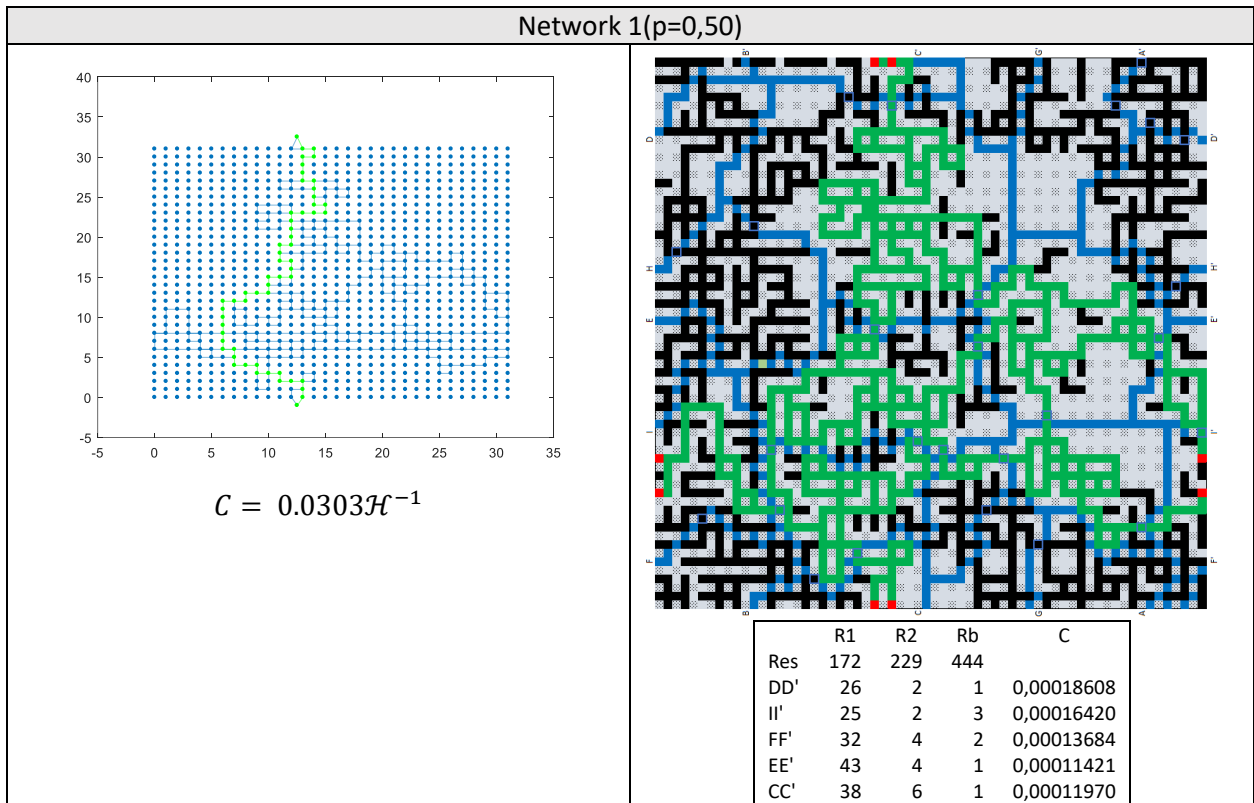 Network 1(p=0,50)
40
35
30
25
20
15
10
5
0
-5
-5 0 5 10 15 20 25 30 35
C = 0.0303ℋ⁻¹
B' C' G' A'
D D'
H H'
E E'
I I'
F F'
B C G A
R1 R2 Rb C
Res 172 229 444
DD' 26 2 1 0,00018608
II' 25 2 3 0,00016420
FF' 32 4 2 0,00013684
EE' 43 4 1 0,00011421
CC' 38 6 1 0,00011970